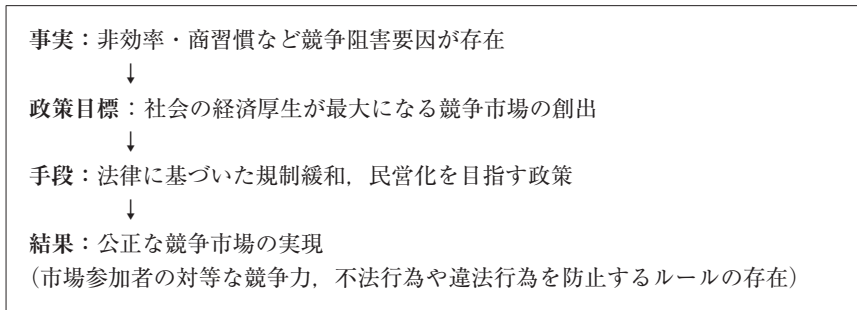 事実：非効率・商習慣など競争阻害要因が存在
↓
政策目標：社会の経済厚生が最大になる競争市場の創出
↓
手段：法律に基づいた規制緩和，民営化を目指す政策
↓
結果：公正な競争市場の実現
（市場参加者の対等な競争力，不法行為や違法行為を防止するルールの存在）